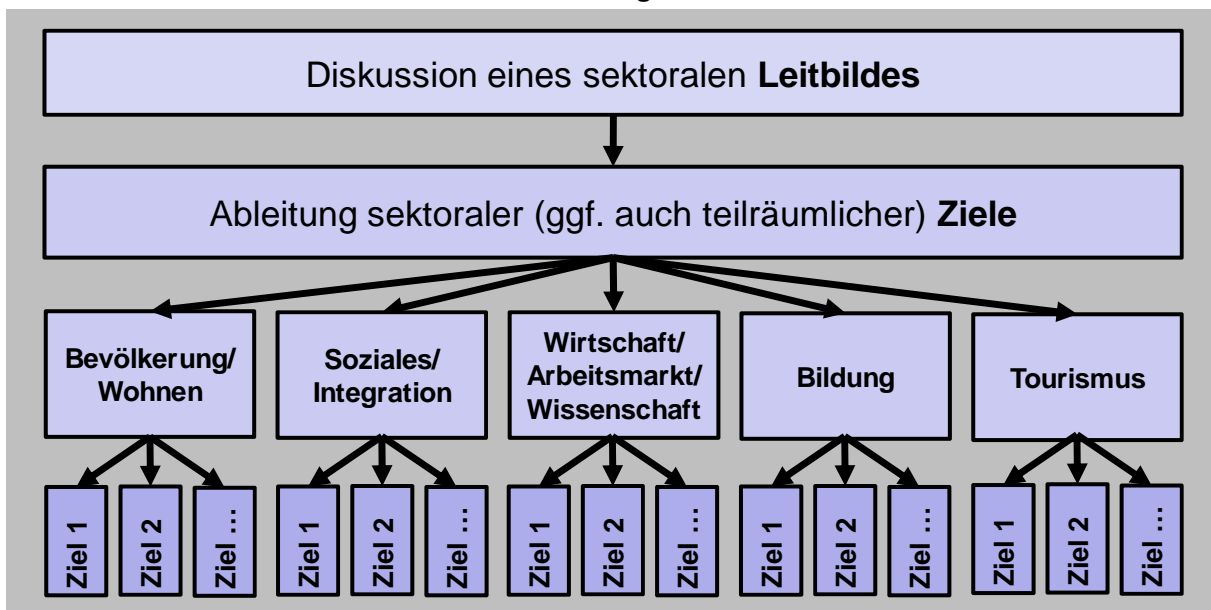 Diskussion eines sektoralen Leitbildes
Ableitung sektoraler (ggf. auch teilräumlicher) Ziele
Bevölkerung/
Wohnen
Soziales/
Integration
Wirtschaft/
Arbeitsmarkt/
Wissenschaft
Bildung
Tourismus
Ziel 1
Ziel 2
Ziel …
Ziel 1
Ziel 2
Ziel …
Ziel 1
Ziel 2
Ziel …
Ziel 1
Ziel 2
Ziel …
Ziel 1
Ziel 2
Ziel …